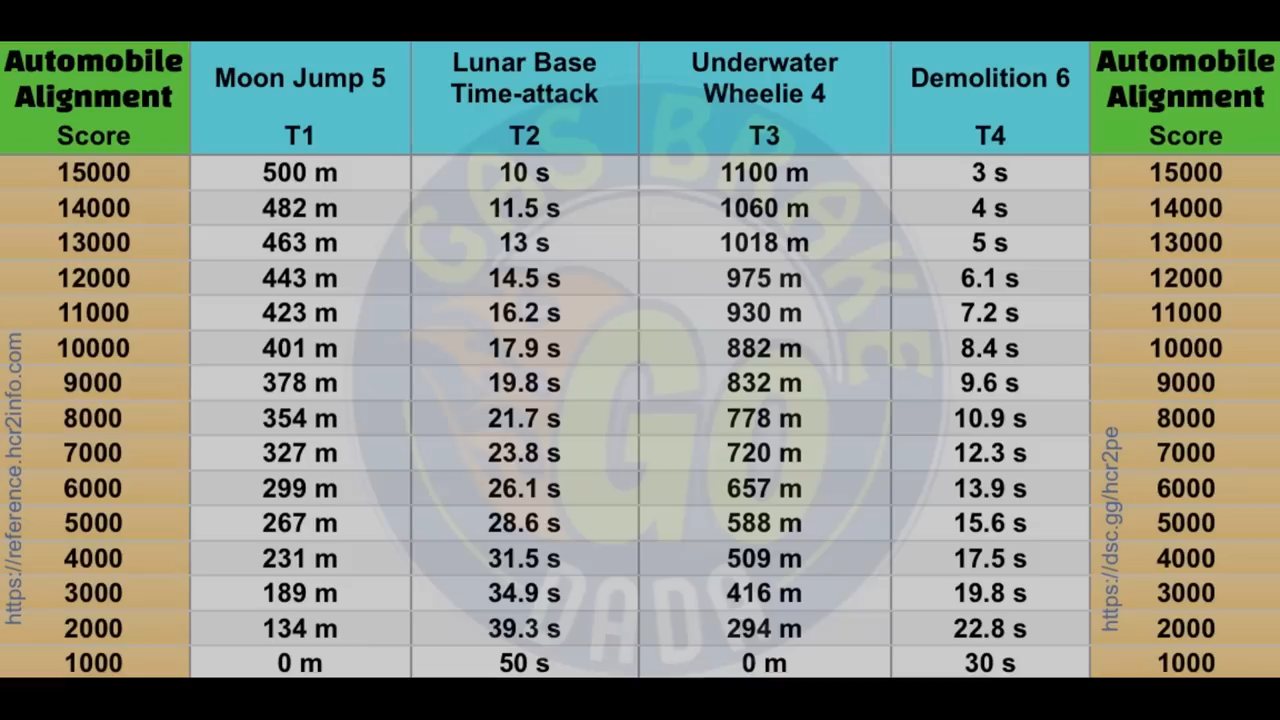 Automobile Alignment Score | Moon Jump 5 T1 | Lunar Base Time-attack T2 | Underwater Wheelie 4 T3 | Demolition 6 T4 | Automobile Alignment Score
15000 500 m 10 s 1100 m 3 s 15000
14000 482 m 11.5 s 1060 m 4 s 14000
13000 463 m 13 s 1018 m 5 s 13000
12000 443 m 14.5 s 975 m 6.1 s 12000
11000 423 m 16.2 s 930 m 7.2 s 11000
10000 401 m 17.9 s 882 m 8.4 s 10000
9000 378 m 19.8 s 832 m 9.6 s 9000
8000 354 m 21.7 s 778 m 10.9 s 8000
7000 327 m 23.8 s 720 m 12.3 s 7000
6000 299 m 26.1 s 657 m 13.9 s 6000
5000 267 m 28.6 s 588 m 15.6 s 5000
4000 231 m 31.5 s 509 m 17.5 s 4000
3000 189 m 34.9 s 416 m 19.8 s 3000
2000 134 m 39.3 s 294 m 22.8 s 2000
1000 0 m 50 s 0 m 30 s 1000
https://reference.hcr2info.com
https://dsc.gg/hcr2pe
GAS BRAKE
GO
DADS